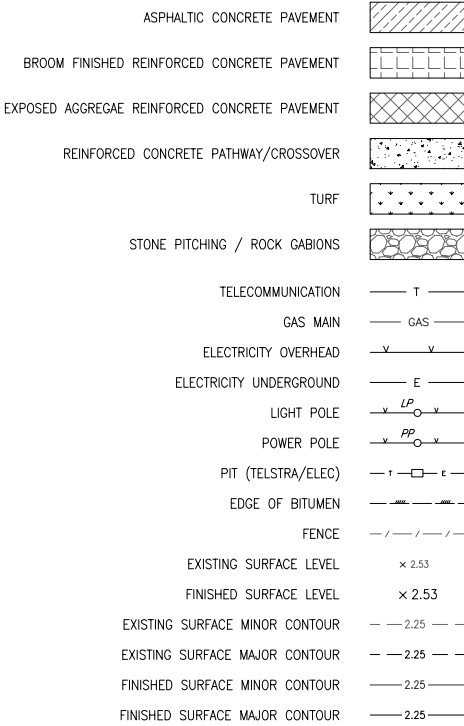 ASPHALTIC CONCRETE PAVEMENT
BROOM FINISHED REINFORCED CONCRETE PAVEMENT
EXPOSED AGGREGAE REINFORCED CONCRETE PAVEMENT
REINFORCED CONCRETE PATHWAY/CROSSOVER
TURF
STONE PITCHING / ROCK GABIONS
TELECOMMUNICATION T
GAS MAIN GAS
ELECTRICITY OVERHEAD V V
ELECTRICITY UNDERGROUND E
LIGHT POLE V LP V
POWER POLE V PP V
PIT (TELSTRA/ELEC) T E
EDGE OF BITUMEN
FENCE / / /
EXISTING SURFACE LEVEL × 2.53
FINISHED SURFACE LEVEL × 2.53
EXISTING SURFACE MINOR CONTOUR 2.25
EXISTING SURFACE MAJOR CONTOUR 2.25
FINISHED SURFACE MINOR CONTOUR 2.25
FINISHED SURFACE MAJOR CONTOUR 2.25